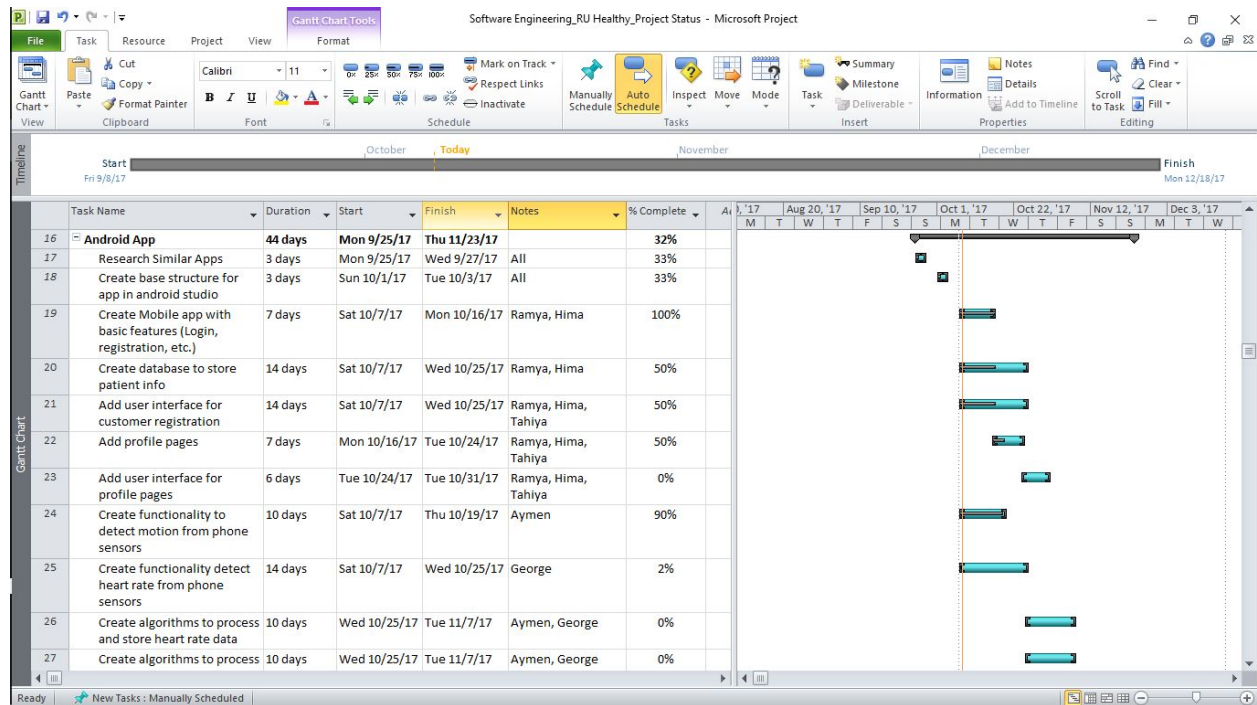 Gantt Chart Tools
Software Engineering_RU Healthy_Project Status - Microsoft Project
File Task Resource Project View Format
Gantt Chart
View
Paste
Cut
Copy
Format Painter
Clipboard
Calibri 11
B I U A
Font
0% 25% 50% 75% 100%
Mark on Track
Respect Links
Inactivate
Schedule
Manually Schedule
Auto Schedule
Inspect Move Mode
Tasks
Task
Summary
Milestone
Deliverable
Insert
Information
Notes
Details
Add to Timeline
Properties
Scroll to Task
Find
Clear
Fill
Editing
Timeline
October Today November December
Start
Fri 9/8/17
Finish
Mon 12/18/17
Gantt Chart
Task Name Duration Start Finish Notes % Complete
16 Android App 44 days Mon 9/25/17 Thu 11/23/17 32%
17 Research Similar Apps 3 days Mon 9/25/17 Wed 9/27/17 All 33%
18 Create base structure for 3 days Sun 10/1/17 Tue 10/3/17 All 33%
app in android studio
19 Create Mobile app with 7 days Sat 10/7/17 Mon 10/16/17 Ramya, Hima 100%
basic features (Login,
registration, etc.)
20 Create database to store 14 days Sat 10/7/17 Wed 10/25/17 Ramya, Hima 50%
patient info
21 Add user interface for 14 days Sat 10/7/17 Wed 10/25/17 Ramya, Hima, 50%
customer registration Tahiya
22 Add profile pages 7 days Mon 10/16/17 Tue 10/24/17 Ramya, Hima, 50%
Tahiya
23 Add user interface for 6 days Tue 10/24/17 Tue 10/31/17 Ramya, Hima, 0%
profile pages Tahiya
24 Create functionality to 10 days Sat 10/7/17 Thu 10/19/17 Aymen 90%
detect motion from phone
sensors
25 Create functionality detect 14 days Sat 10/7/17 Wed 10/25/17 George 2%
heart rate from phone
sensors
26 Create algorithms to process 10 days Wed 10/25/17 Tue 11/7/17 Aymen, George 0%
and store heart rate data
27 Create algorithms to process 10 days Wed 10/25/17 Tue 11/7/17 Aymen, George 0%
, '17 Aug 20, '17 Sep 10, '17 Oct 1, '17 Oct 22, '17 Nov 12, '17 Dec 3, '17
M T W T F S S M T W T F S S M T W
Ready New Tasks : Manually Scheduled